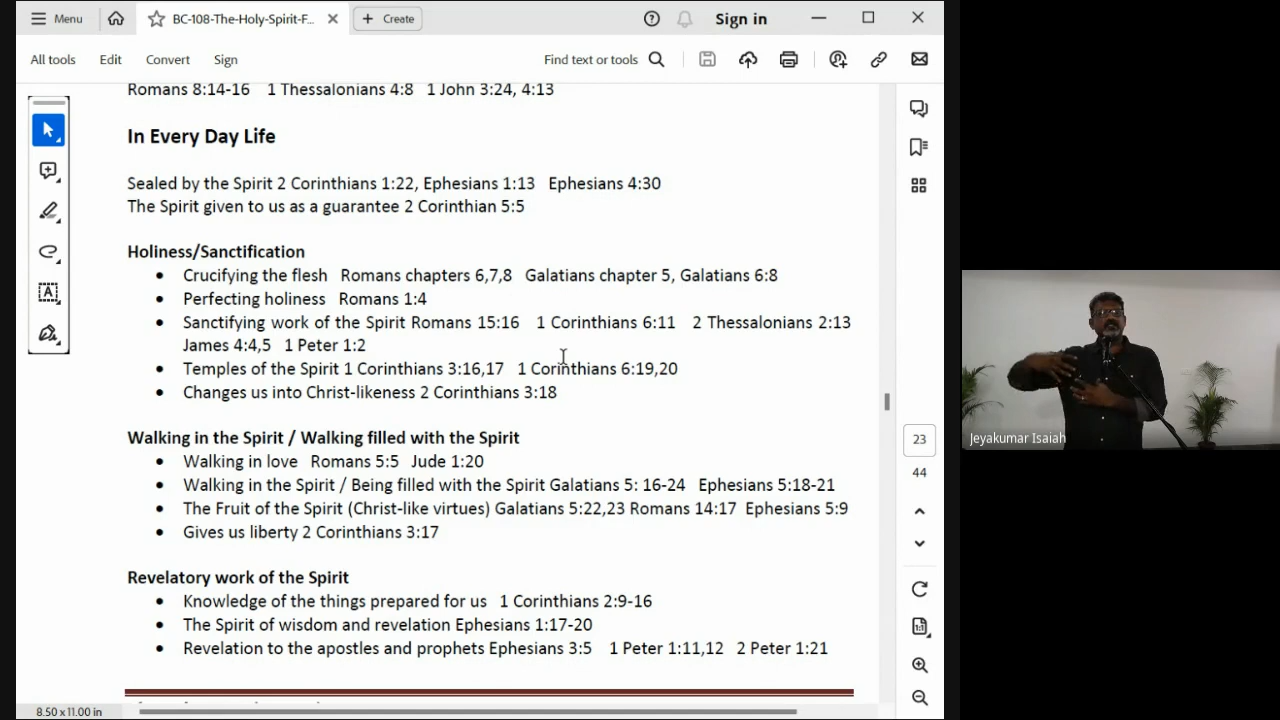 Menu
BC-108-The-Holy-Spirit-F...
Create
Sign in
All tools
Edit
Convert
Sign
Find text or tools
Romans 8:14-16 1 Thessalonians 4:8 1 John 3:24, 4:13
In Every Day Life
Sealed by the Spirit 2 Corinthians 1:22, Ephesians 1:13 Ephesians 4:30
The Spirit given to us as a guarantee 2 Corinthian 5:5
Holiness/Sanctification
• Crucifying the flesh Romans chapters 6,7,8 Galatians chapter 5, Galatians 6:8
• Perfecting holiness Romans 1:4
• Sanctifying work of the Spirit Romans 15:16 1 Corinthians 6:11 2 Thessalonians 2:13
James 4:4,5 1 Peter 1:2
• Temples of the Spirit 1 Corinthians 3:16,17 1 Corinthians 6:19,20
• Changes us into Christ-likeness 2 Corinthians 3:18
Walking in the Spirit / Walking filled with the Spirit
• Walking in love Romans 5:5 Jude 1:20
• Walking in the Spirit / Being filled with the Spirit Galatians 5: 16-24 Ephesians 5:18-21
• The Fruit of the Spirit (Christ-like virtues) Galatians 5:22,23 Romans 14:17 Ephesians 5:9
• Gives us liberty 2 Corinthians 3:17
Revelatory work of the Spirit
• Knowledge of the things prepared for us 1 Corinthians 2:9-16
• The Spirit of wisdom and revelation Ephesians 1:17-20
• Revelation to the apostles and prophets Ephesians 3:5 1 Peter 1:11,12 2 Peter 1:21
8.50 x 11.00 in
23
44
1:1
Jeyakumar Isaiah